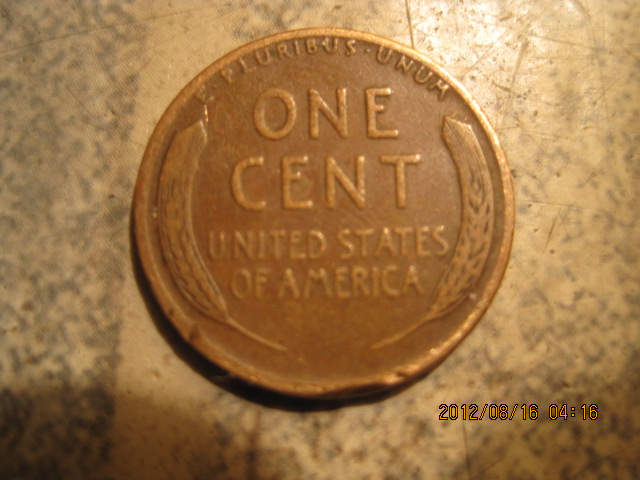 E·PLURIBUS·UNUM
ONE
CENT
UNITED STATES
OF AMERICA
2012/08/16 04:16